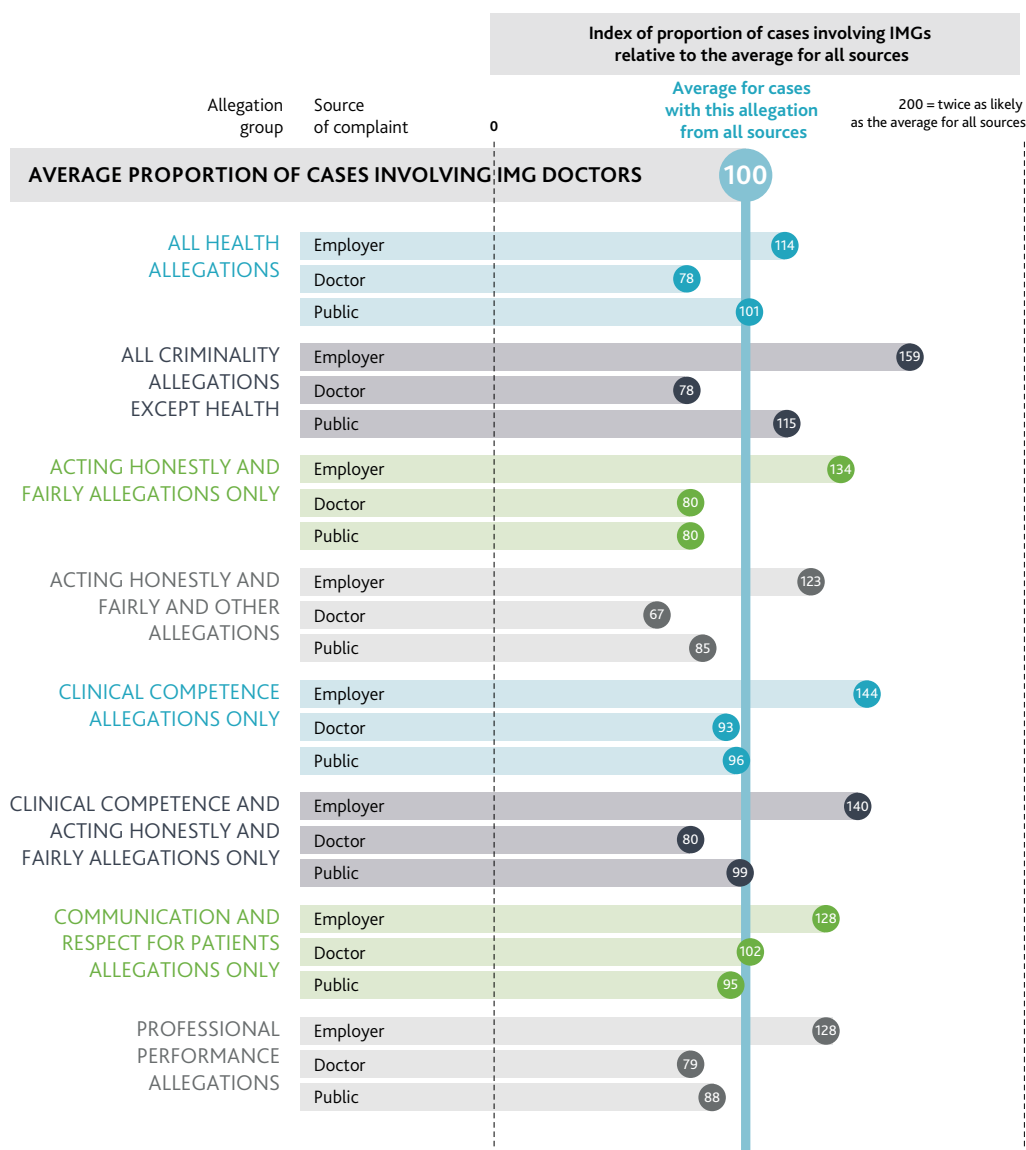 Index of proportion of cases involving IMGs
relative to the average for all sources
Allegation
group
Source
of complaint
0
Average for cases
with this allegation
from all sources
200 = twice as likely
as the average for all sources
AVERAGE PROPORTION OF CASES INVOLVING IMG DOCTORS 100
ALL HEALTH
ALLEGATIONS
Employer 114
Doctor 78
Public 101
ALL CRIMINALITY
ALLEGATIONS
EXCEPT HEALTH
Employer 159
Doctor 78
Public 115
ACTING HONESTLY AND
FAIRLY ALLEGATIONS ONLY
Employer 134
Doctor 80
Public 80
ACTING HONESTLY AND
FAIRLY AND OTHER
ALLEGATIONS
Employer 123
Doctor 67
Public 85
CLINICAL COMPETENCE
ALLEGATIONS ONLY
Employer 144
Doctor 93
Public 96
CLINICAL COMPETENCE AND
ACTING HONESTLY AND
FAIRLY ALLEGATIONS ONLY
Employer 140
Doctor 80
Public 99
COMMUNICATION AND
RESPECT FOR PATIENTS
ALLEGATIONS ONLY
Employer 128
Doctor 102
Public 95
PROFESSIONAL
PERFORMANCE
ALLEGATIONS
Employer 128
Doctor 79
Public 88